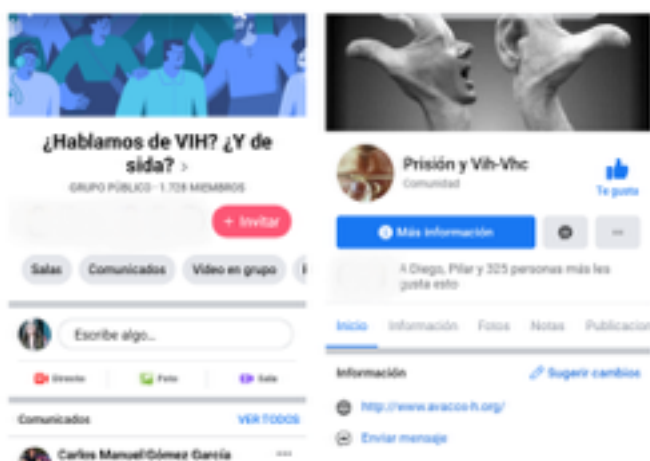 ¿Hablamos de VIH? ¿Y de
sida? >
GRUPO PÚBLICO · 1.728 MIEMBROS
+ Invitar
Salas Comunicados Vídeo en grupo
Escribe algo...
Directo Foto Sala
Comunicados VER TODOS
Carlos Manuel Gómez García
Prisión y Vih-Vhc
Comunidad
Te gusta
Más información
A Diego, Pilar y 325 personas más les
gusta esto
Inicio Información Fotos Notas Publicacion
Información Sugerir cambios
http://www.avacco-h.org/
Enviar mensaje